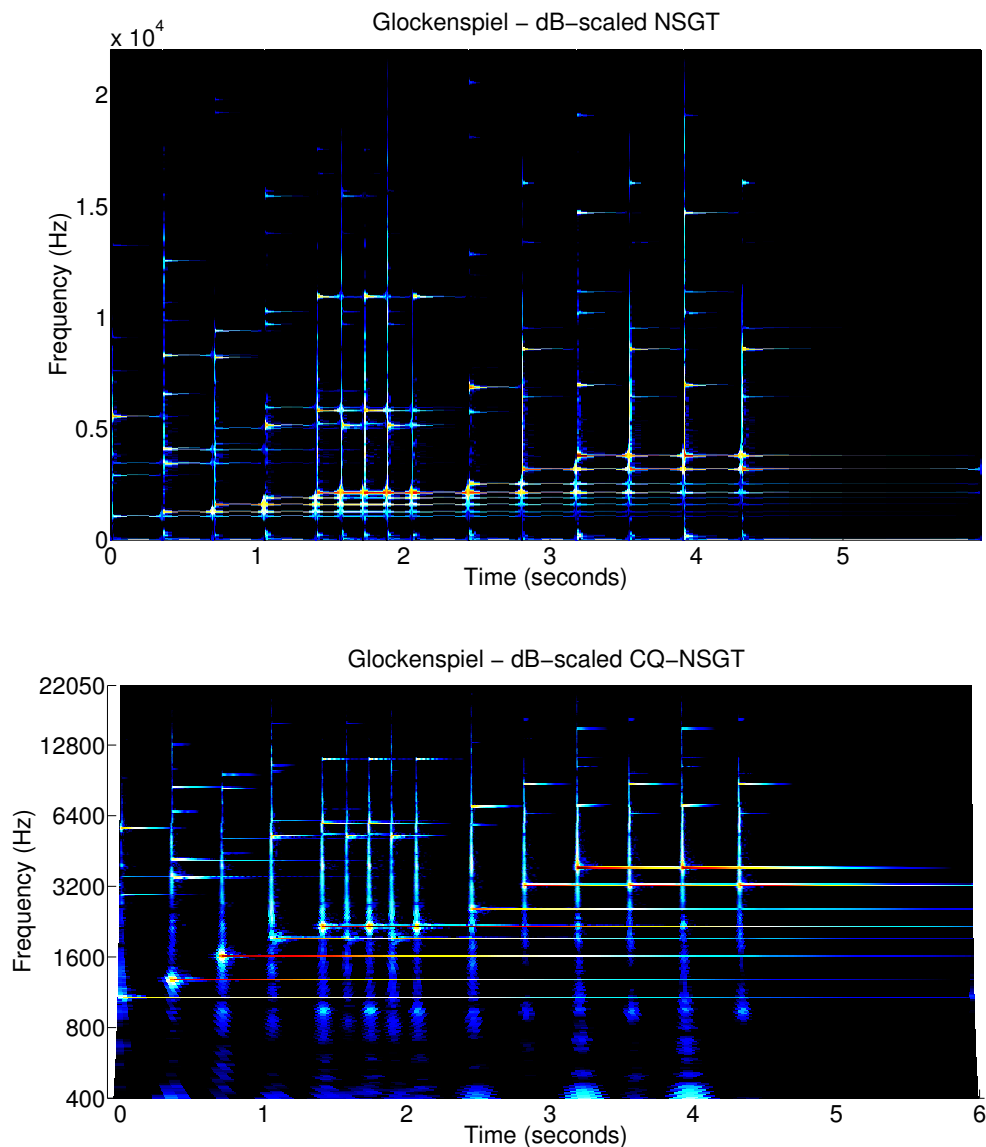 Glockenspiel – dB–scaled NSGT
x 10⁴
2
1.5
1
0.5
0
Frequency (Hz)
0 1 2 3 4 5
Time (seconds)
Glockenspiel – dB–scaled CQ–NSGT
22050
12800
6400
3200
1600
800
400
Frequency (Hz)
0 1 2 3 4 5 6
Time (seconds)